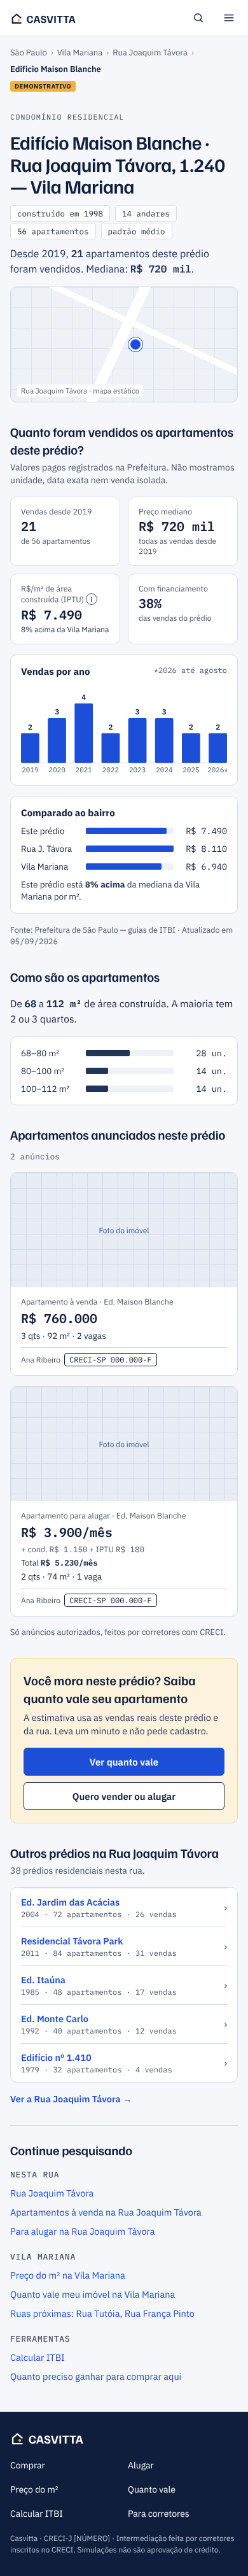 CASVITTA
São Paulo › Vila Mariana › Rua Joaquim Távora ›
Edifício Maison Blanche
DEMONSTRATIVO
CONDOMÍNIO RESIDENCIAL
Edifício Maison Blanche ·
Rua Joaquim Távora, 1.240
— Vila Mariana
construído em 1998 14 andares
56 apartamentos padrão médio
Desde 2019, 21 apartamentos deste prédio
foram vendidos. Mediana: R$ 720 mil.
Rua Joaquim Távora · mapa estático
Quanto foram vendidos os apartamentos
deste prédio?
Valores pagos registrados na Prefeitura. Não mostramos
unidade, data exata nem venda isolada.
Vendas desde 2019
21
de 56 apartamentos
Preço mediano
R$ 720 mil
todas as vendas desde
2019
R$/m² de área
construída (IPTU) i
R$ 7.490
8% acima da Vila Mariana
Com financiamento
38%
das vendas do prédio
Vendas por ano *2026 até agosto
2 3 4 2 3 3 2 2
2019 2020 2021 2022 2023 2024 2025 2026*
Comparado ao bairro
Este prédio R$ 7.490
Rua J. Távora R$ 8.110
Vila Mariana R$ 6.940
Este prédio está 8% acima da mediana da Vila
Mariana por m².
Fonte: Prefeitura de São Paulo — guias de ITBI · Atualizado em
05/09/2026
Como são os apartamentos
De 68 a 112 m² de área construída. A maioria tem
2 ou 3 quartos.
68–80 m² 28 un.
80–100 m² 14 un.
100–112 m² 14 un.
Apartamentos anunciados neste prédio
2 anúncios
Foto do imóvel
Apartamento à venda · Ed. Maison Blanche
R$ 760.000
3 qts · 92 m² · 2 vagas
Ana Ribeiro CRECI-SP 000.000-F
Foto do imóvel
Apartamento para alugar · Ed. Maison Blanche
R$ 3.900/mês
+ cond. R$ 1.150 + IPTU R$ 180
Total R$ 5.230/mês
2 qts · 74 m² · 1 vaga
Ana Ribeiro CRECI-SP 000.000-F
Só anúncios autorizados, feitos por corretores com CRECI.
Você mora neste prédio? Saiba
quanto vale seu apartamento
A estimativa usa as vendas reais deste prédio e
da rua. Leva um minuto e não pede cadastro.
Ver quanto vale
Quero vender ou alugar
Outros prédios na Rua Joaquim Távora
38 prédios residenciais nesta rua.
Ed. Jardim das Acácias
2004 · 72 apartamentos · 26 vendas ›
Residencial Távora Park
2011 · 84 apartamentos · 31 vendas ›
Ed. Itaúna
1985 · 48 apartamentos · 17 vendas ›
Ed. Monte Carlo
1992 · 40 apartamentos · 12 vendas ›
Edifício nº 1.410
1979 · 32 apartamentos · 4 vendas ›
Ver a Rua Joaquim Távora →
Continue pesquisando
NESTA RUA
Rua Joaquim Távora
Apartamentos à venda na Rua Joaquim Távora
Para alugar na Rua Joaquim Távora
VILA MARIANA
Preço do m² na Vila Mariana
Quanto vale meu imóvel na Vila Mariana
Ruas próximas: Rua Tutóia, Rua França Pinto
FERRAMENTAS
Calcular ITBI
Quanto preciso ganhar para comprar aqui
CASVITTA
Comprar Alugar
Preço do m² Quanto vale
Calcular ITBI Para corretores
Casvitta · CRECI-J [NÚMERO] · Intermediação feita por corretores
inscritos no CRECI. Simulações não são aprovação de crédito.